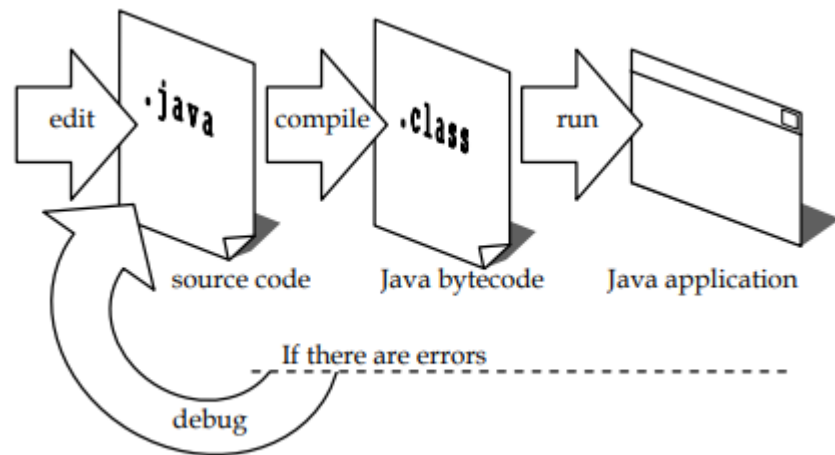 edit
.java
compile
.class
run
source code
Java bytecode
Java application
If there are errors
debug